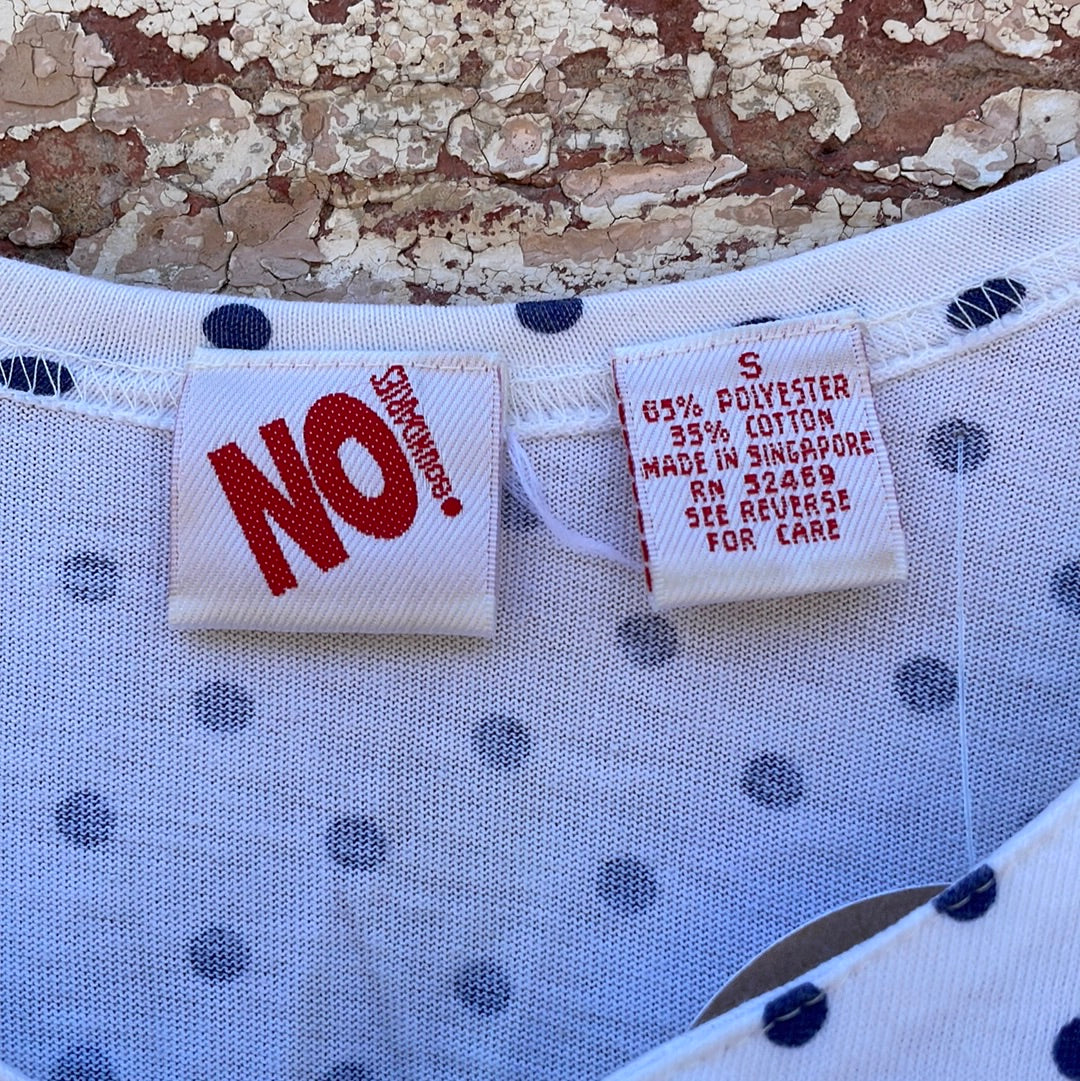 NO!
S
65% POLYESTER
35% COTTON
MADE IN SINGAPORE
RN 52469
SEE REVERSE
FOR CARE